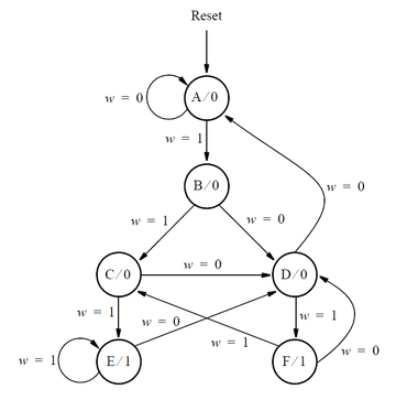 Reset
w = 0
A/0
w = 1
B/0
w = 0
w = 1
w = 0
w = 0
C/0
D/0
w = 1
w = 1
w = 0
w = 1
w = 0
w = 1
E/1
F/1